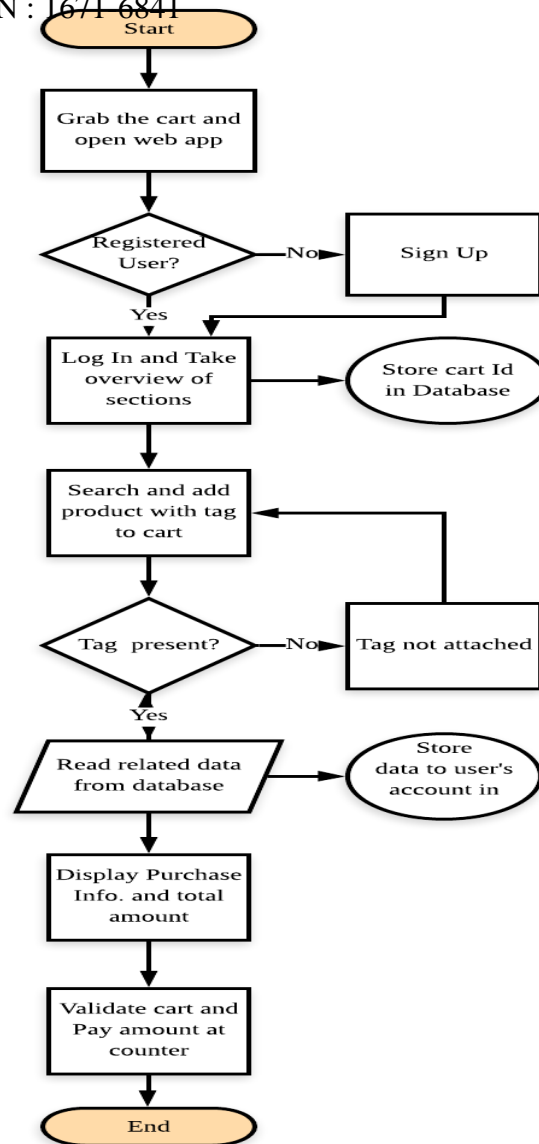 N : 1671-6841
Start
Grab the cart and
open web app
Registered
User?
No
Sign Up
Yes
Log In and Take
overview of
sections
Store cart Id
in Database
Search and add
product with tag
to cart
Tag present?
No
Tag not attached
Yes
Read related data
from database
Store
data to user's
account in
Display Purchase
Info. and total
amount
Validate cart and
Pay amount at
counter
End